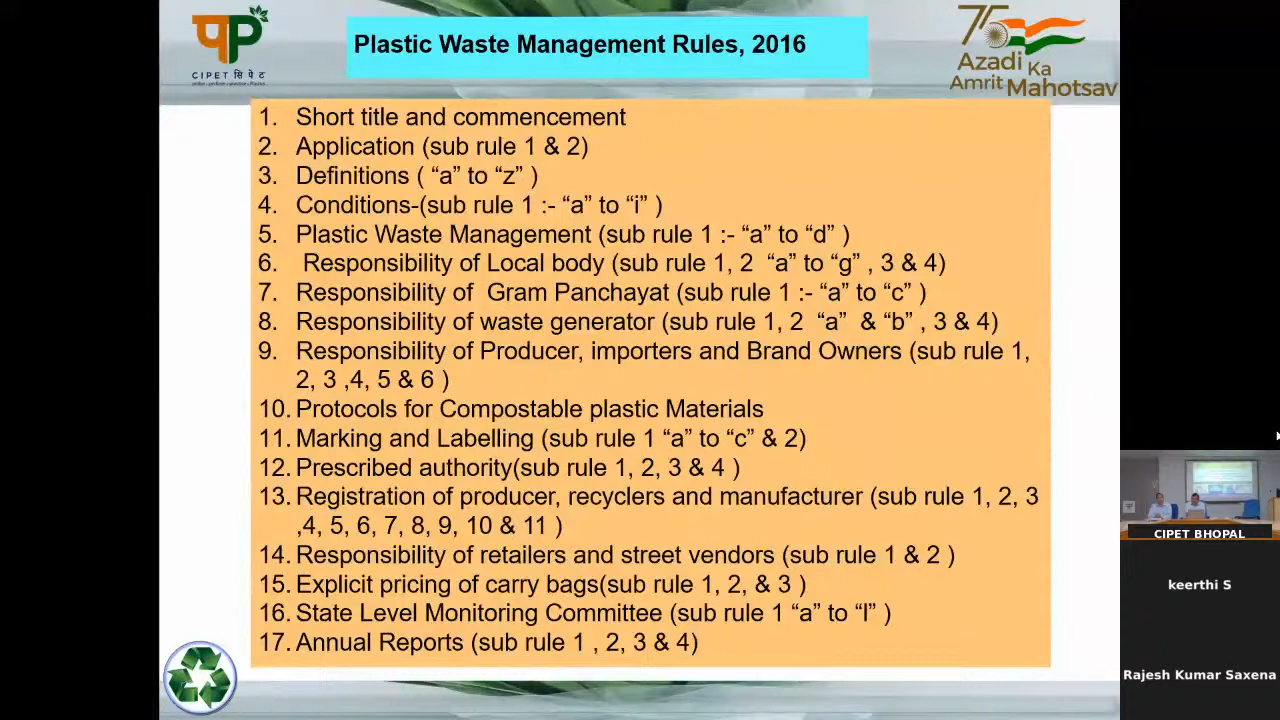 CIPET सिपेट
Plastic Waste Management Rules, 2016
75
Azadi Ka
Amrit Mahotsav
1. Short title and commencement
2. Application (sub rule 1 & 2)
3. Definitions ( “a” to “z” )
4. Conditions-(sub rule 1 :- “a” to “i” )
5. Plastic Waste Management (sub rule 1 :- “a” to “d” )
6. Responsibility of Local body (sub rule 1, 2 “a” to “g” , 3 & 4)
7. Responsibility of Gram Panchayat (sub rule 1 :- “a” to “c” )
8. Responsibility of waste generator (sub rule 1, 2 “a” & “b” , 3 & 4)
9. Responsibility of Producer, importers and Brand Owners (sub rule 1,
2, 3 ,4, 5 & 6 )
10. Protocols for Compostable plastic Materials
11. Marking and Labelling (sub rule 1 “a” to “c” & 2)
12. Prescribed authority(sub rule 1, 2, 3 & 4 )
13. Registration of producer, recyclers and manufacturer (sub rule 1, 2, 3
,4, 5, 6, 7, 8, 9, 10 & 11 )
14. Responsibility of retailers and street vendors (sub rule 1 & 2 )
15. Explicit pricing of carry bags(sub rule 1, 2, & 3 )
16. State Level Monitoring Committee (sub rule 1 “a” to “l” )
17. Annual Reports (sub rule 1 , 2, 3 & 4)
CIPET BHOPAL
keerthi S
Rajesh Kumar Saxena